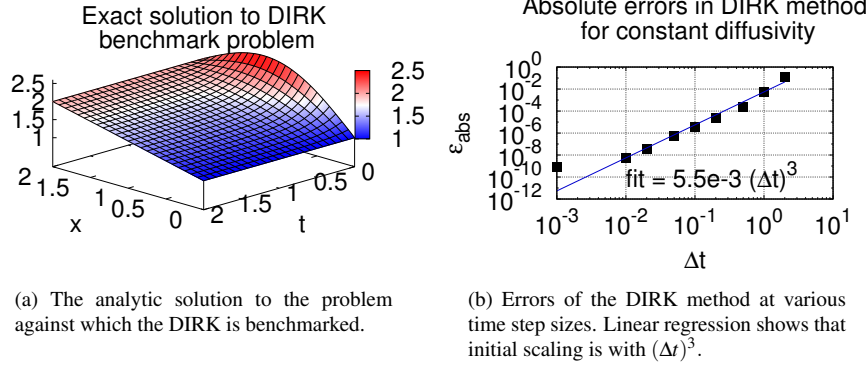 Exact solution to DIRK
benchmark problem
2.5
2
1.5
1
2
1.5
1
0.5
0
x
2
1.5
1
0.5
0
t
2.5
2
1
(a) The analytic solution to the problem
against which the DIRK is benchmarked.
Absolute errors in DIRK method
for constant diffusivity
ε_abs
10^0
10^-2
10^-4
10^-6
10^-8
10^-10
10^-12
fit = 5.5e-3 (Δt)^3
10^-3
10^-2
10^-1
10^0
10^1
Δt
(b) Errors of the DIRK method at various
time step sizes. Linear regression shows that
initial scaling is with (Δt)^3.